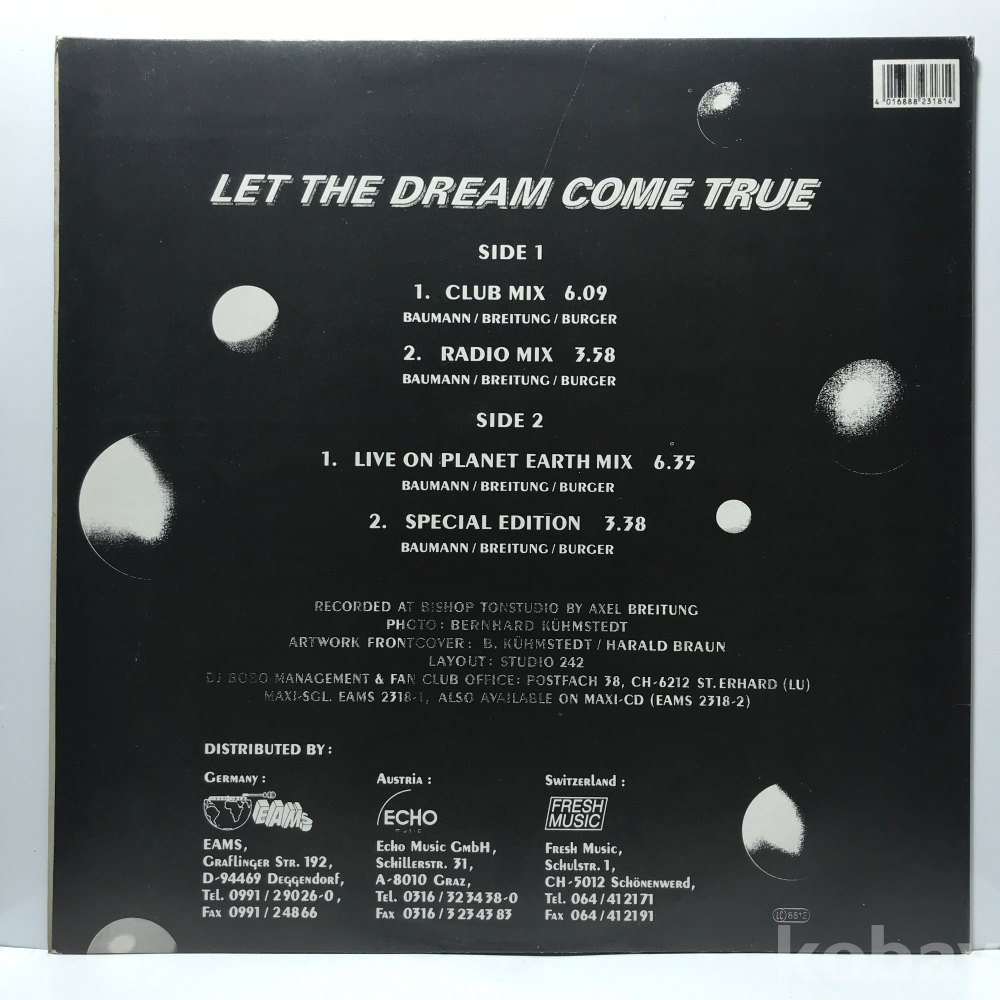 4 016888 231814
LET THE DREAM COME TRUE
SIDE 1
1. CLUB MIX 6.09
BAUMANN / BREITUNG / BURGER
2. RADIO MIX 3.58
BAUMANN / BREITUNG / BURGER
SIDE 2
1. LIVE ON PLANET EARTH MIX 6.35
BAUMANN / BREITUNG / BURGER
2. SPECIAL EDITION 3.38
BAUMANN / BREITUNG / BURGER
RECORDED AT BISHOP TONSTUDIO BY AXEL BREITUNG
PHOTO: BERNHARD KÜHMSTEDT
ARTWORK FRONTCOVER: B. KÜHMSTEDT / HARALD BRAUN
LAYOUT: STUDIO 242
DJ BOBO MANAGEMENT & FAN CLUB OFFICE: POSTFACH 38, CH-6212 ST. ERHARD (LU)
MAXI-SGL. EAMS 2318-1, ALSO AVAILABLE ON MAXI-CD (EAMS 2318-2)
DISTRIBUTED BY:
GERMANY:
EAMS
EAMS,
GRAFLINGER STR. 192,
D-94469 DEGGENDORF,
TEL. 0991 / 29026-0,
FAX 0991 / 24866
AUSTRIA:
ECHO
music
ECHO MUSIC GMBH,
SCHILLERSTR. 31,
A-8010 GRAZ,
TEL. 0316 / 323438-0
FAX 0316 / 32343 83
SWITZERLAND:
FRESH
MUSIC
FRESH MUSIC,
SCHULSTR. 1,
CH-5012 SCHÖNENWERD,
TEL. 064 / 412171
FAX 064 / 412191
LC 6812
kobay